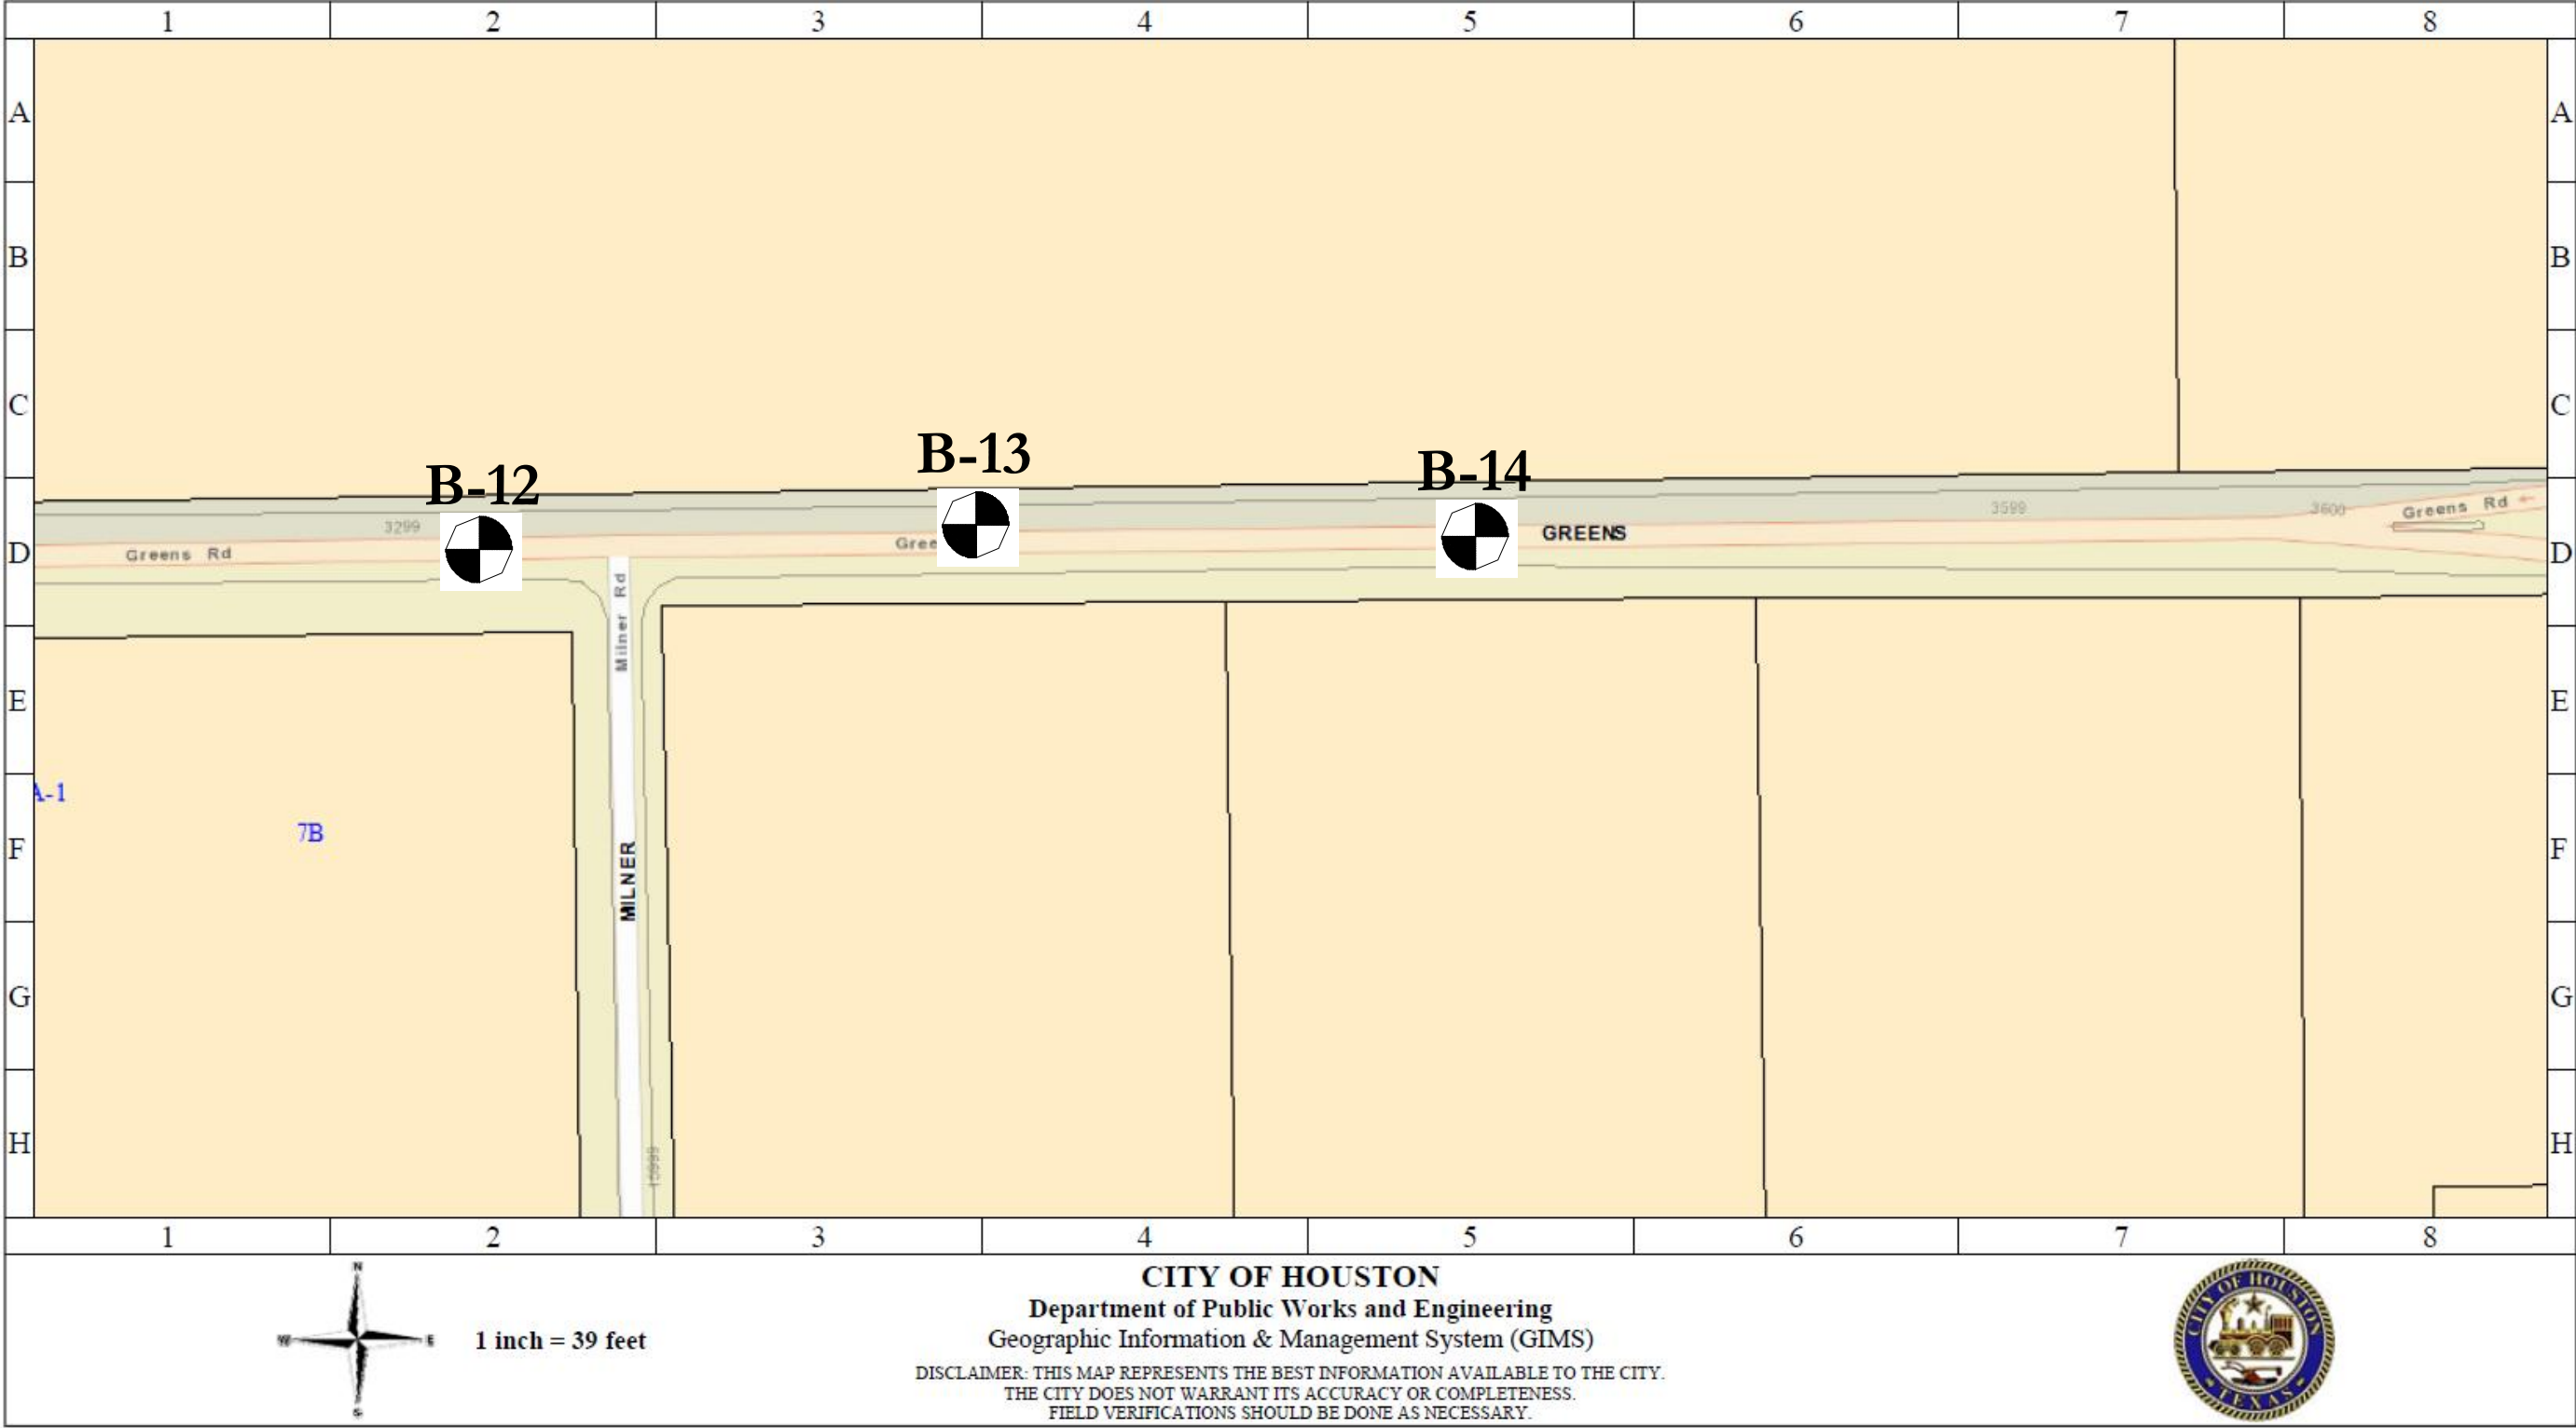 1 2 3 4 5 6 7 8
A A
B B
C C
B-13
B-14
B-12
Greens Rd
3599 3600
3299
GREENS
D D
Greens Rd
Gree
Milner Rd
E E
A-1
7B
F F
MILNER
G G
H H
1 2 3 4 5 6 7 8
N
W E
S
1 inch = 39 feet
CITY OF HOUSTON
Department of Public Works and Engineering
Geographic Information & Management System (GIMS)
DISCLAIMER: THIS MAP REPRESENTS THE BEST INFORMATION AVAILABLE TO THE CITY.
THE CITY DOES NOT WARRANT ITS ACCURACY OR COMPLETENESS.
FIELD VERIFICATIONS SHOULD BE DONE AS NECESSARY.
CITY OF HOUSTON
TEXAS